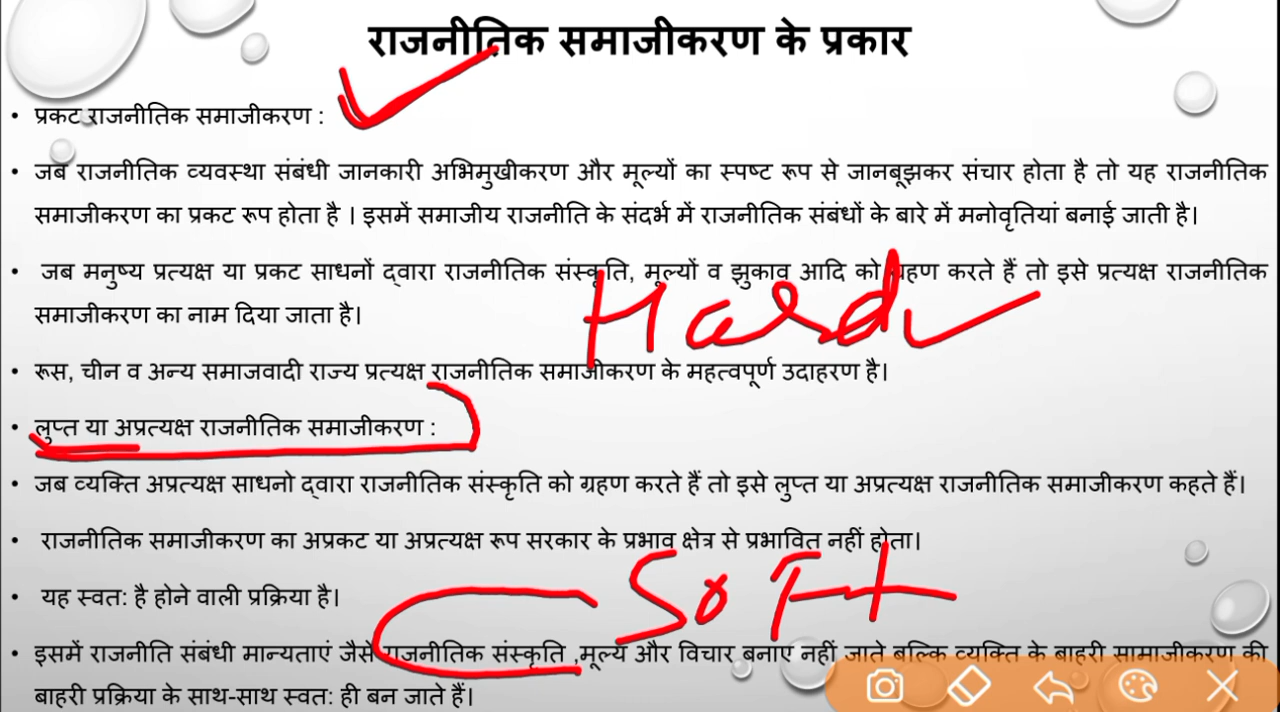 राजनीतिक समाजीकरण के प्रकार
• प्रकट राजनीतिक समाजीकरण :
• जब राजनीतिक व्यवस्था संबंधी जानकारी अभिमुखीकरण और मूल्यों का स्पष्ट रूप से जानबूझकर संचार होता है तो यह राजनीतिक
समाजीकरण का प्रकट रूप होता है । इसमें समाजीय राजनीति के संदर्भ में राजनीतिक संबंधों के बारे में मनोवृतियां बनाई जाती है।
• जब मनुष्य प्रत्यक्ष या प्रकट साधनों द्वारा राजनीतिक संस्कृति, मूल्यों व झुकाव आदि को ग्रहण करते हैं तो इसे प्रत्यक्ष राजनीतिक
समाजीकरण का नाम दिया जाता है।
Hard
• रूस, चीन व अन्य समाजवादी राज्य प्रत्यक्ष राजनीतिक समाजीकरण के महत्वपूर्ण उदाहरण है।
• लुप्त या अप्रत्यक्ष राजनीतिक समाजीकरण :
• जब व्यक्ति अप्रत्यक्ष साधनो द्वारा राजनीतिक संस्कृति को ग्रहण करते हैं तो इसे लुप्त या अप्रत्यक्ष राजनीतिक समाजीकरण कहते हैं।
• राजनीतिक समाजीकरण का अप्रकट या अप्रत्यक्ष रूप सरकार के प्रभाव क्षेत्र से प्रभावित नहीं होता।
• यह स्वत: है होने वाली प्रक्रिया है।
Soft
• इसमें राजनीति संबंधी मान्यताएं जैसे राजनीतिक संस्कृति ,मूल्य और विचार बनाए नहीं जाते बल्कि व्यक्ति के बाहरी सामाजीकरण की
बाहरी प्रक्रिया के साथ-साथ स्वत: ही बन जाते हैं।